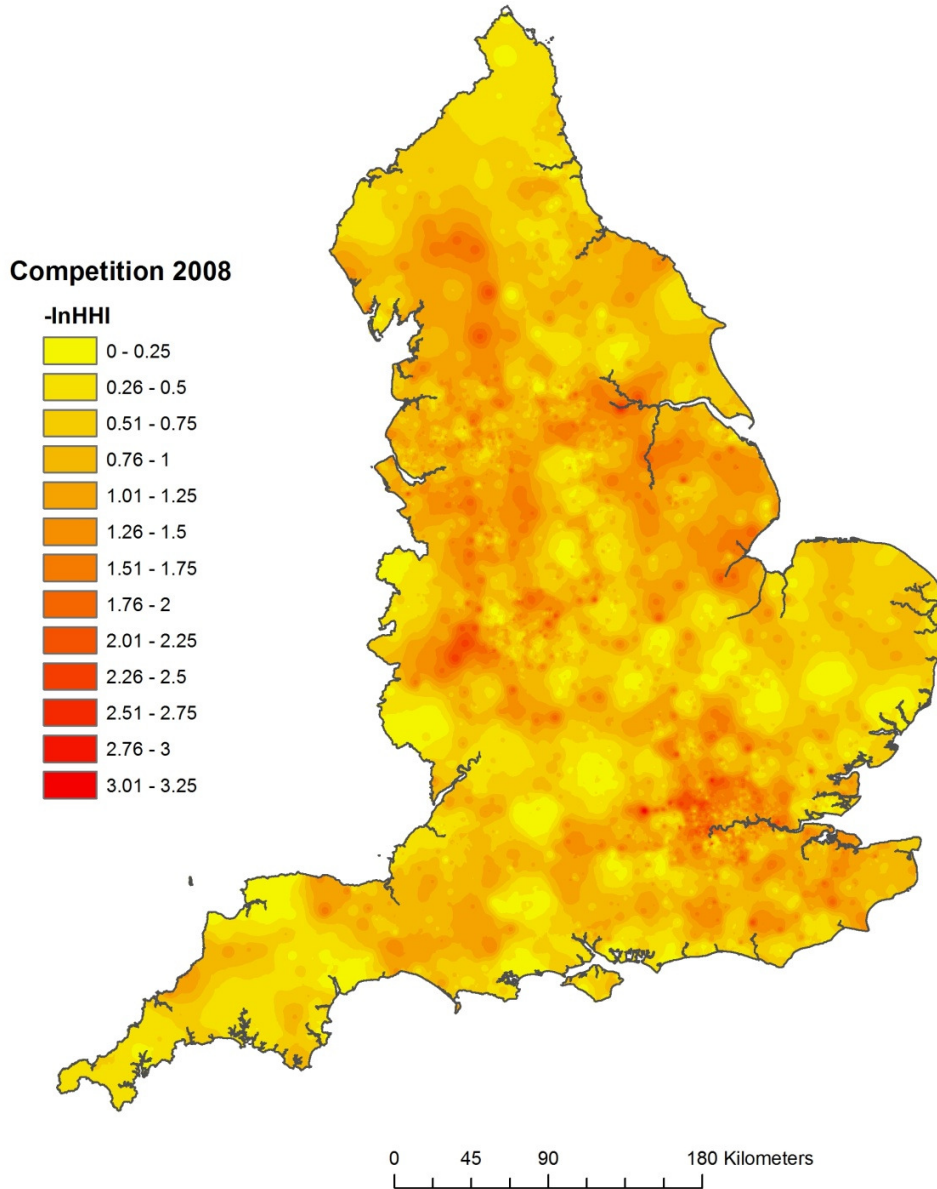 Competition 2008
-lnHHI
0 - 0.25
0.26 - 0.5
0.51 - 0.75
0.76 - 1
1.01 - 1.25
1.26 - 1.5
1.51 - 1.75
1.76 - 2
2.01 - 2.25
2.26 - 2.5
2.51 - 2.75
2.76 - 3
3.01 - 3.25
0 45 90 180 Kilometers